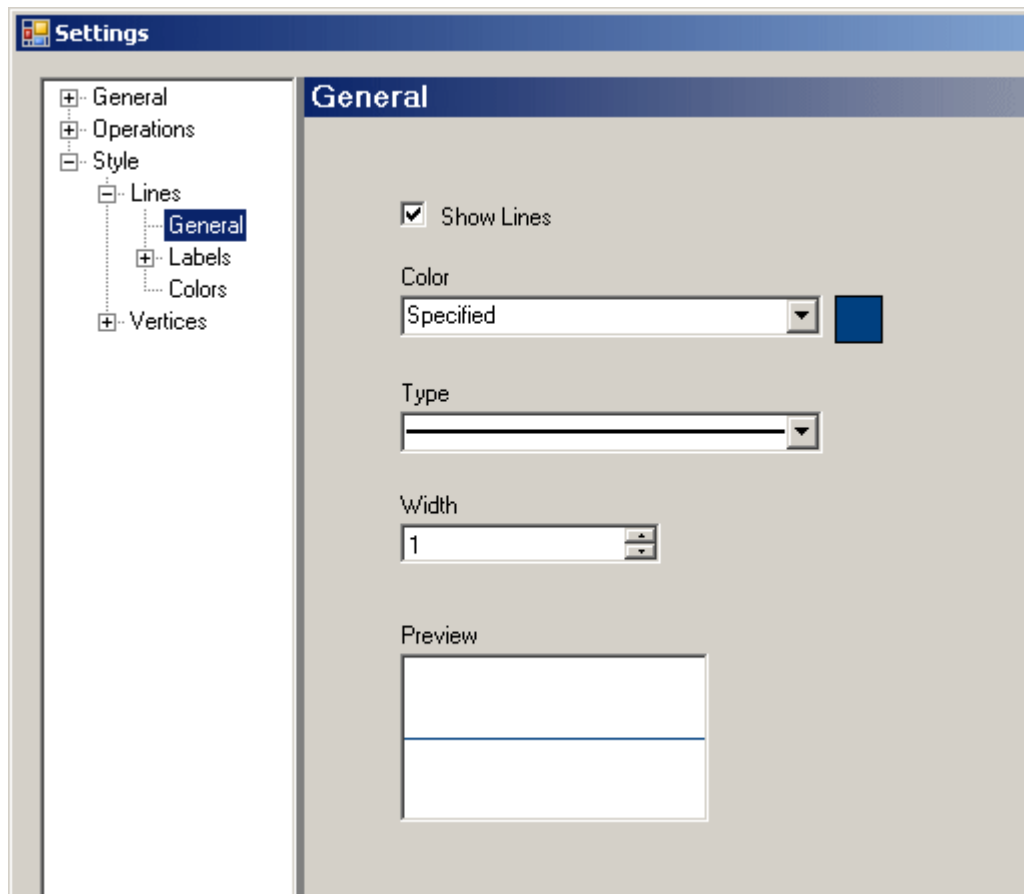 Settings
General
Operations
Style
Lines
General
Labels
Colors
Vertices
General
Show Lines
Color
Specified
Type
Width
1
Preview